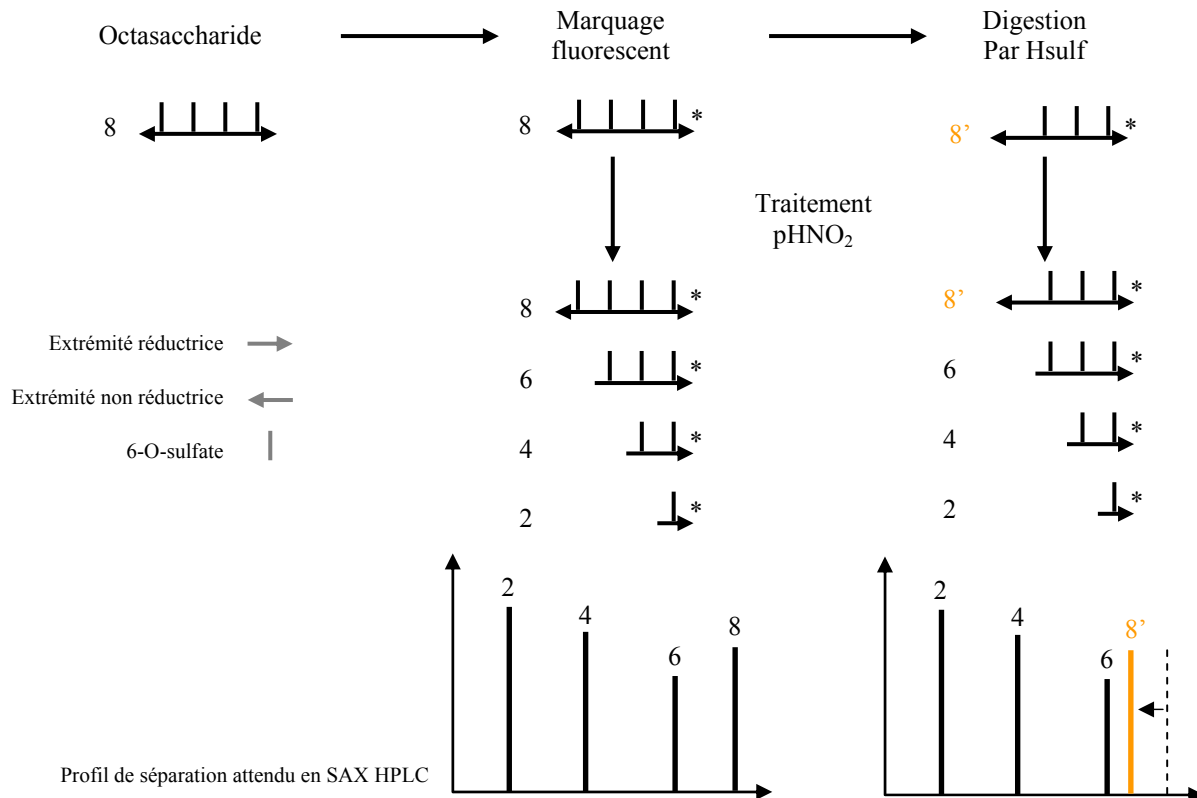 Octasaccharide
Marquage
fluorescent
Digestion
Par Hsulf
8
8
*
8’
*
Traitement
pHNO₂
8
*
8’
*
Extrémité réductrice
6
*
6
*
Extrémité non réductrice
6-O-sulfate
4
*
4
*
2
*
2
*
2
4
6
8
2
4
6
8’
Profil de séparation attendu en SAX HPLC